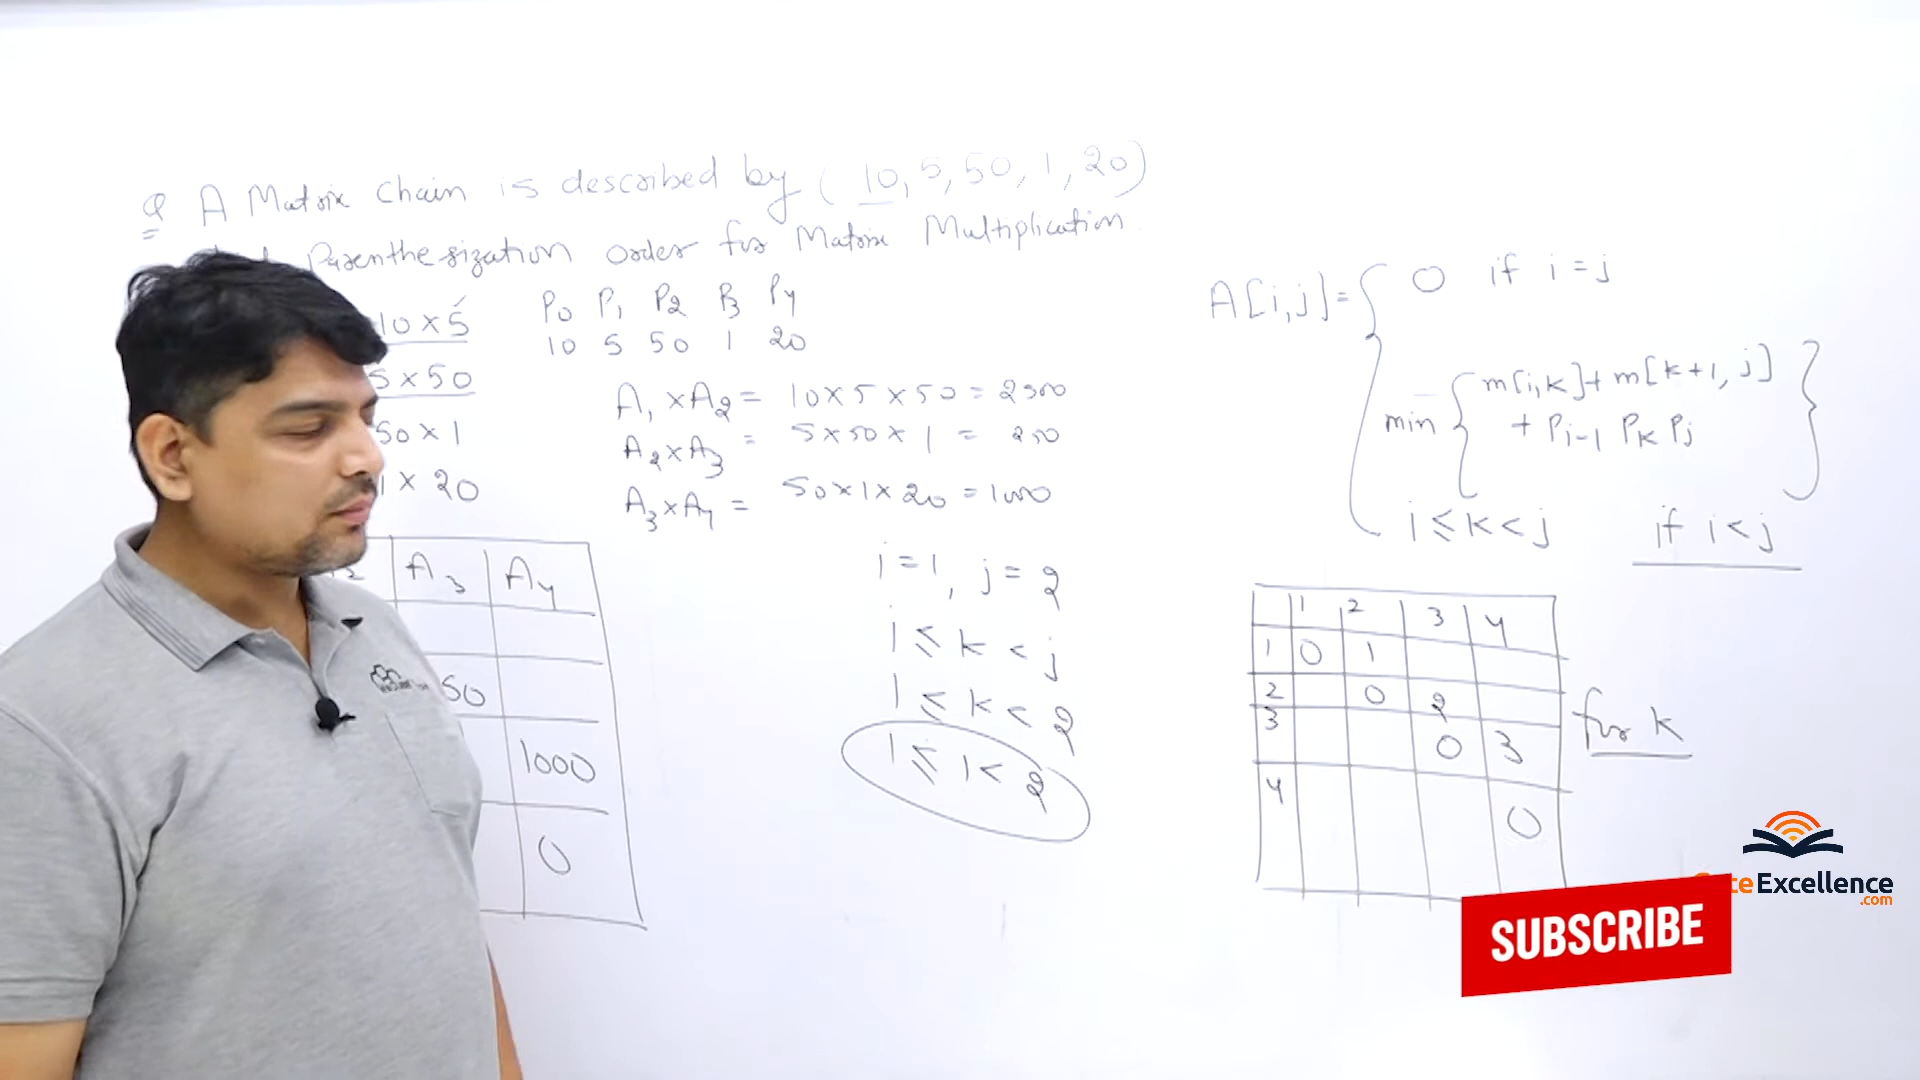 Q A Matrix Chain is described by (10, 5, 50, 1, 20)
Parenthesization Order for Matrix Multiplication.
10 × 5
5 × 50
50 × 1
1 × 20
P0 P1 P2 P3 P4
10 5 50 1 20
A1 × A2 = 10 × 5 × 50 = 2500
A2 × A3 = 5 × 50 × 1 = 250
A3 × A4 = 50 × 1 × 20 = 1000
A3 A4
50
1000
0
i = 1, j = 2
i ≤ k < j
1 ≤ k < 2
1 ≤ 1 < 2
A[i,j] = 0 if i = j
min { m[i,k] + m[k+1, j]
+ Pi-1 Pk Pj }
i ≤ k < j if i < j
1 2 3 4
1 0 1
2 0 2
3 0 3
4 0
for k
teExcellence
.com
SUBSCRIBE